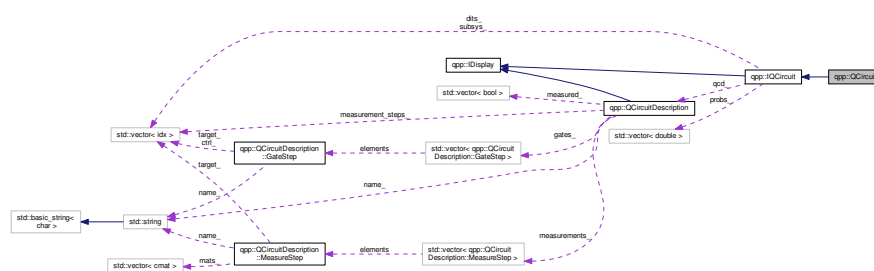 dits_
subsys_
qpp::IDisplay
qpp::IQCircuit
qcd_
probs_
std::vector< bool >
measured_
qpp::QCircuitDescription
measurement_steps_
std::vector< idx >
target_
ctrl_
std::vector< double >
gates_
qpp::QCircuitDescription
::GateStep
elements
std::vector< qpp::QCircuit
Description::GateStep >
target_
name_
name_
std::basic_string<
char >
std::string
name_
measurements_
qpp::QCircuitDescription
::MeasureStep
elements
std::vector< qpp::QCircuit
Description::MeasureStep >
mats_
std::vector< cmat >